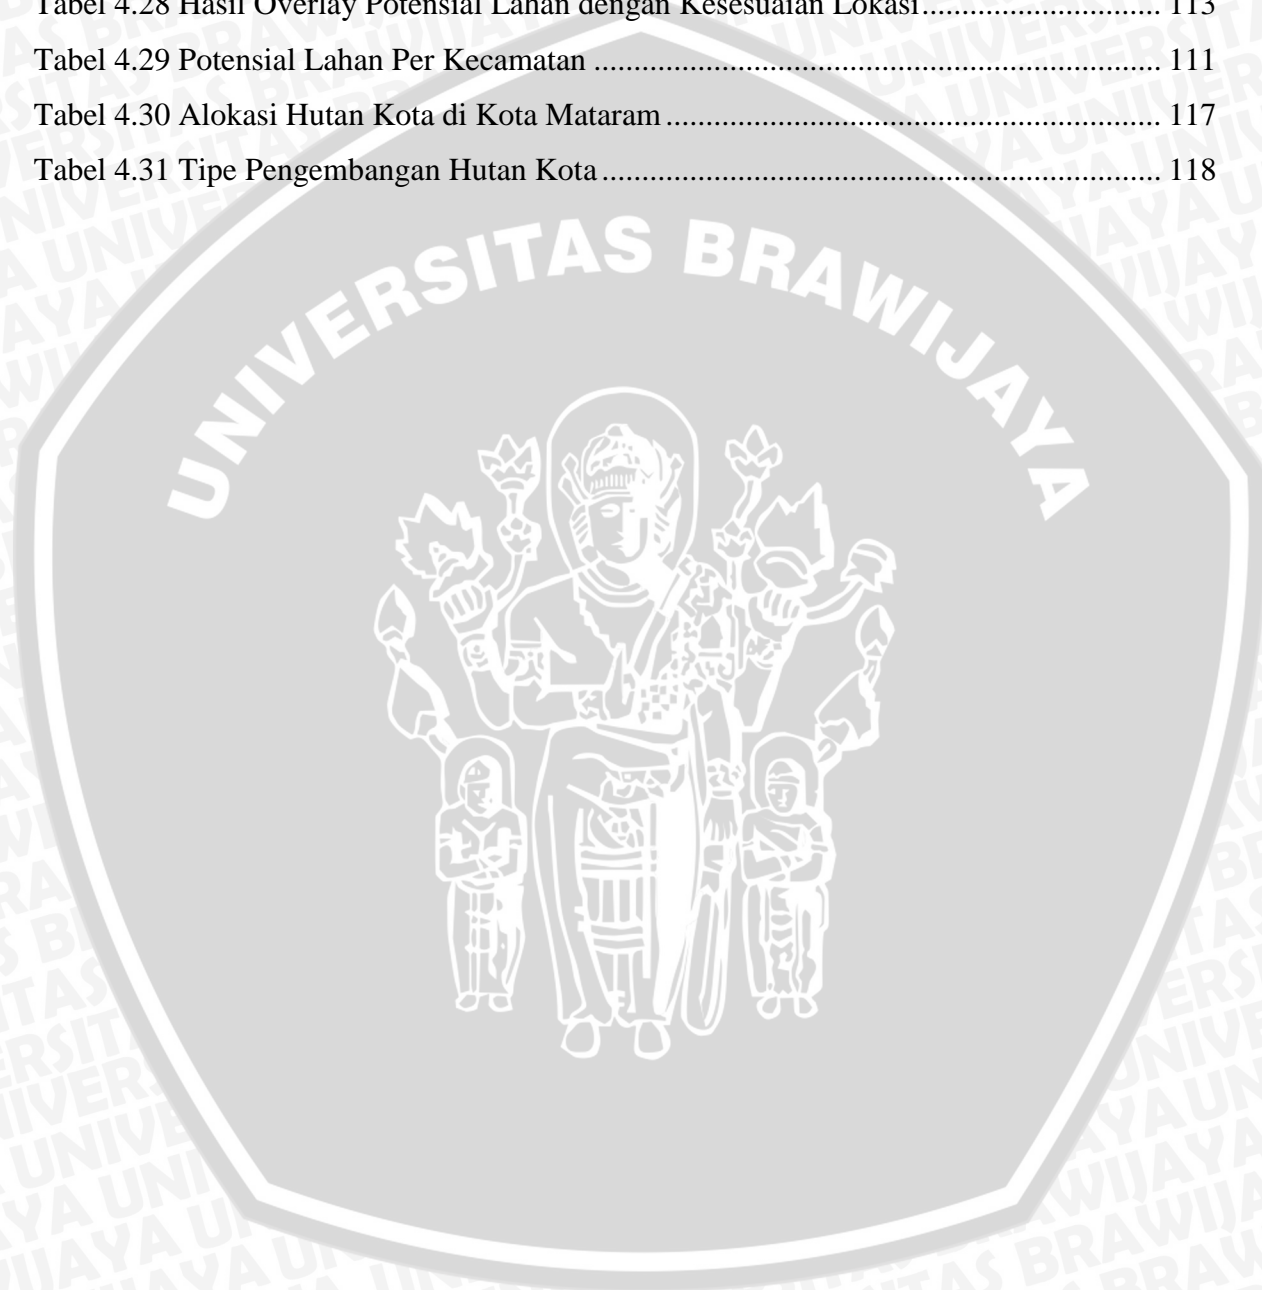 Tabel 4.28 Hasil Overlay Potensial Lahan dengan Kesesuaian Lokasi............................. 113
Tabel 4.29 Potensial Lahan Per Kecamatan ...................................................................... 111
Tabel 4.30 Alokasi Hutan Kota di Kota Mataram ............................................................. 117
Tabel 4.31 Tipe Pengembangan Hutan Kota ..................................................................... 118
UNIVERSITAS BRAWIJAYA